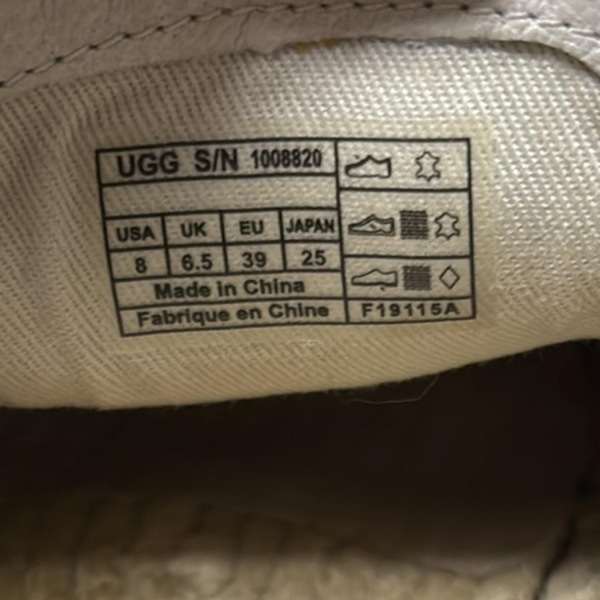 UGG S/N 1008820
USA UK EU JAPAN
8 6.5 39 25
Made in China
Fabrique en Chine F19115A